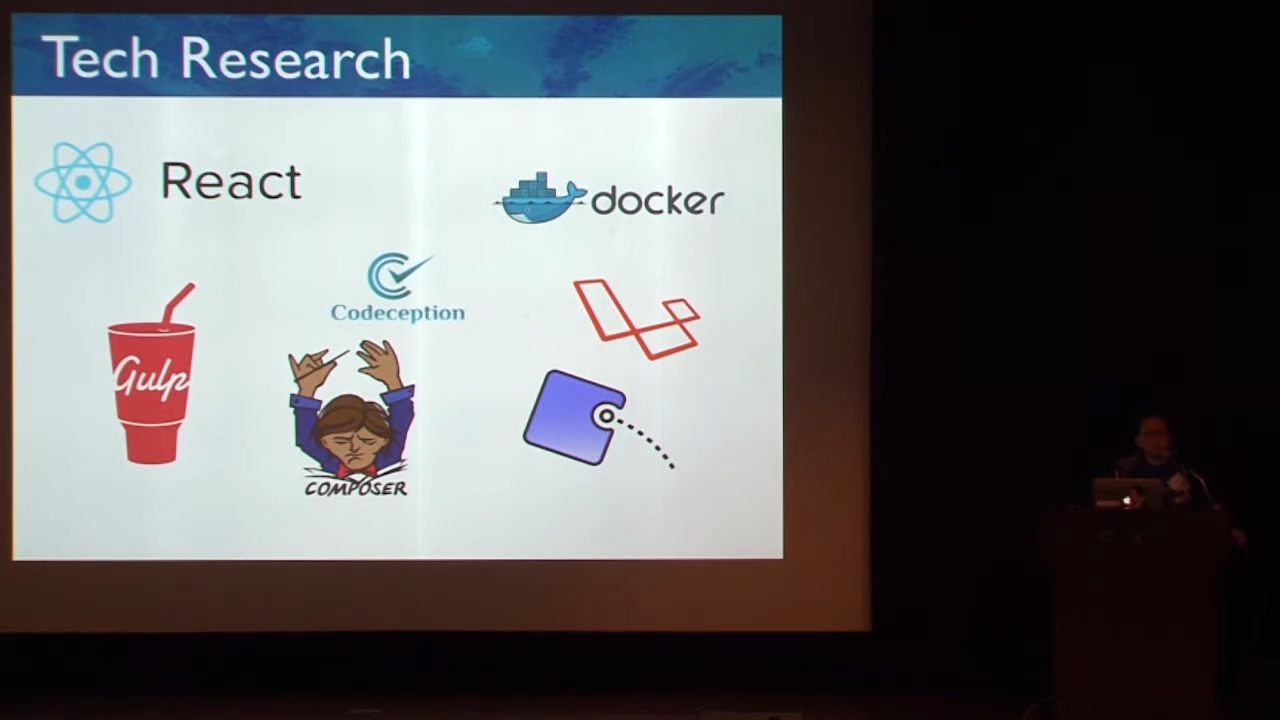 Tech Research
React
docker
Codeception
Gulp
COMPOSER